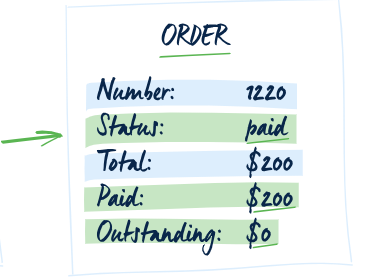 ORDER
Number: 1220
Status: paid
Total: $200
Paid: $200
Outstanding: $0